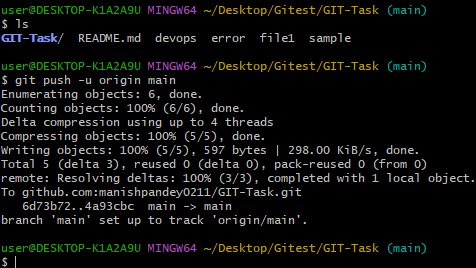 user@DESKTOP-K1A2A9U MINGW64 ~/Desktop/Gitest/GIT-Task (main)
$ ls
GIT-Task/  README.md  devops  error  file1  sample
user@DESKTOP-K1A2A9U MINGW64 ~/Desktop/Gitest/GIT-Task (main)
$ git push -u origin main
Enumerating objects: 6, done.
Counting objects: 100% (6/6), done.
Delta compression using up to 4 threads
Compressing objects: 100% (5/5), done.
Writing objects: 100% (5/5), 597 bytes | 298.00 KiB/s, done.
Total 5 (delta 3), reused 0 (delta 0), pack-reused 0 (from 0)
remote: Resolving deltas: 100% (3/3), completed with 1 local object.
To github.com:manishpandey0211/GIT-Task.git
   6d73b72..4a93cbc  main -> main
branch 'main' set up to track 'origin/main'.
user@DESKTOP-K1A2A9U MINGW64 ~/Desktop/Gitest/GIT-Task (main)
$